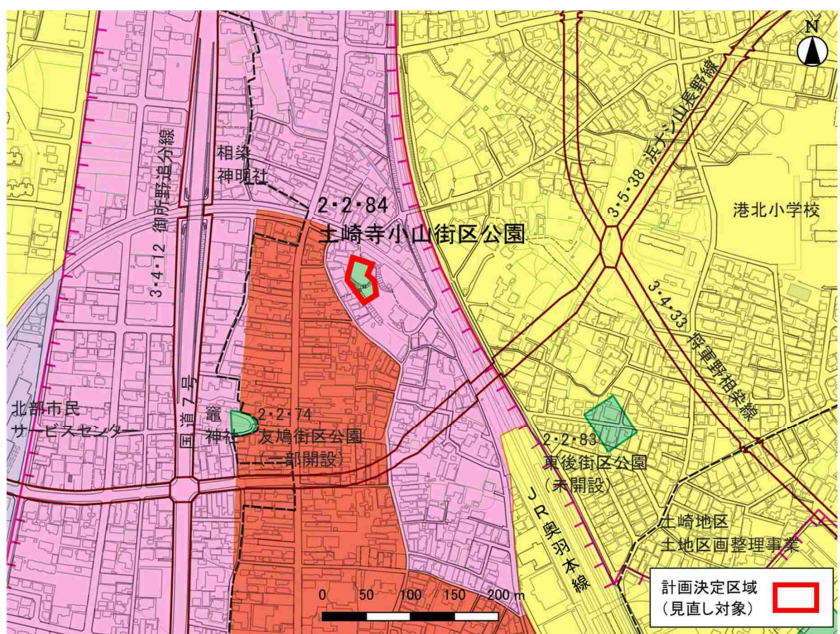 N
3・5・38 浜ナシ山長野線
相染
神明社
港北小学校
2・2・84
土崎寺小山街区公園
3・4・12 御所野追分線
3・4・33 将軍野相染線
国道7号
北部市民
サービスセンター
竈
神社
2・2・74
友鳩街区公園
(一部開設)
2・2・83
東後街区公園
(未開設)
JR奥羽本線
土崎地区
土地区画整理事業
計画決定区域
(見直し対象)
0 50 100 150 200 m